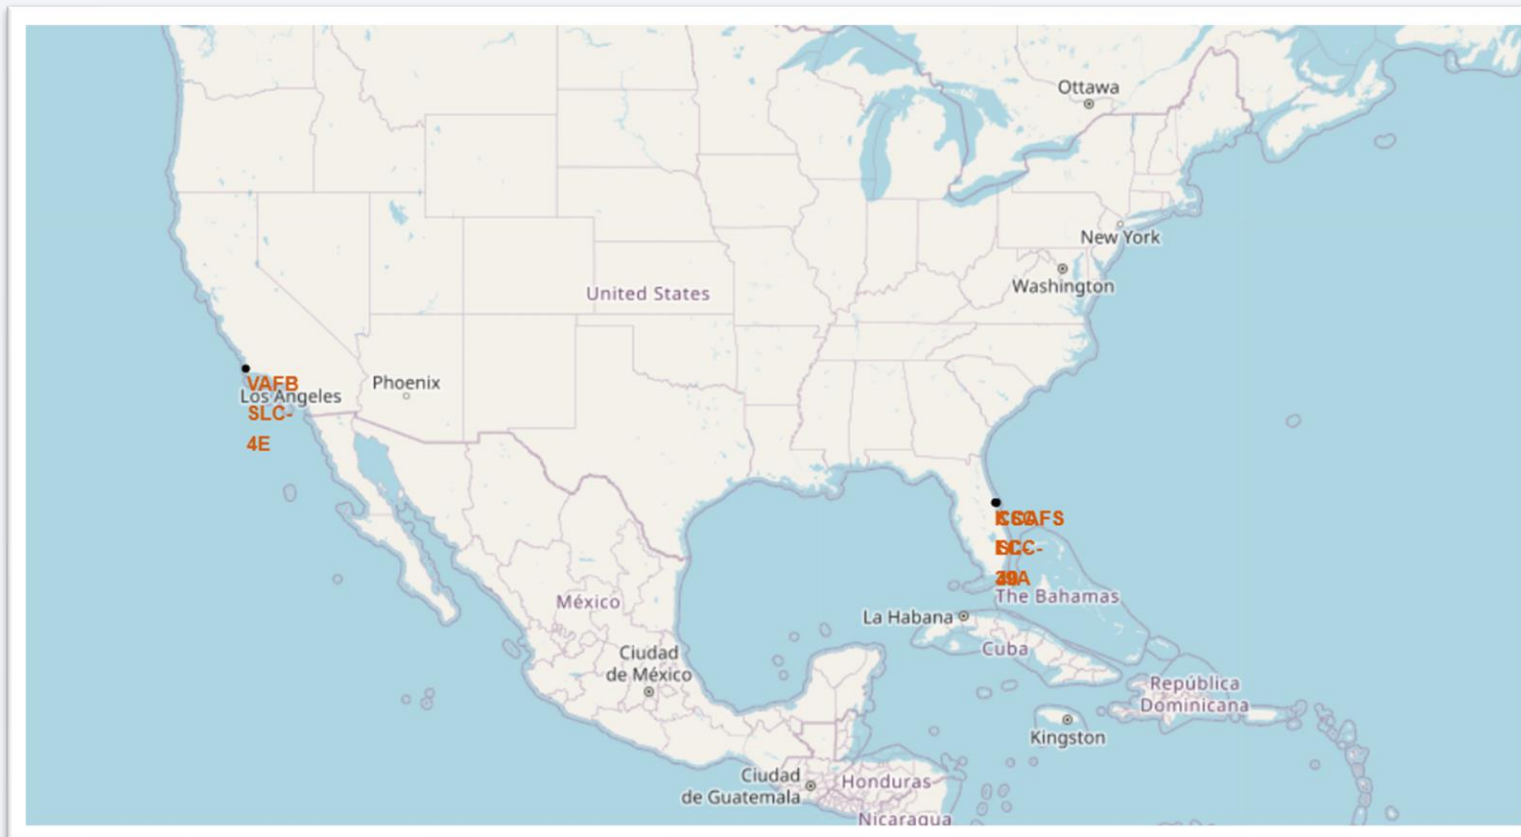 Ottawa
New York
Washington
United States
VAFB
Los Angeles
SLC-
4E
Phoenix
The Bahamas
La Habana
Cuba
México
Ciudad
de México
República
Dominicana
Kingston
Ciudad
de Guatemala
Honduras
Nicaragua